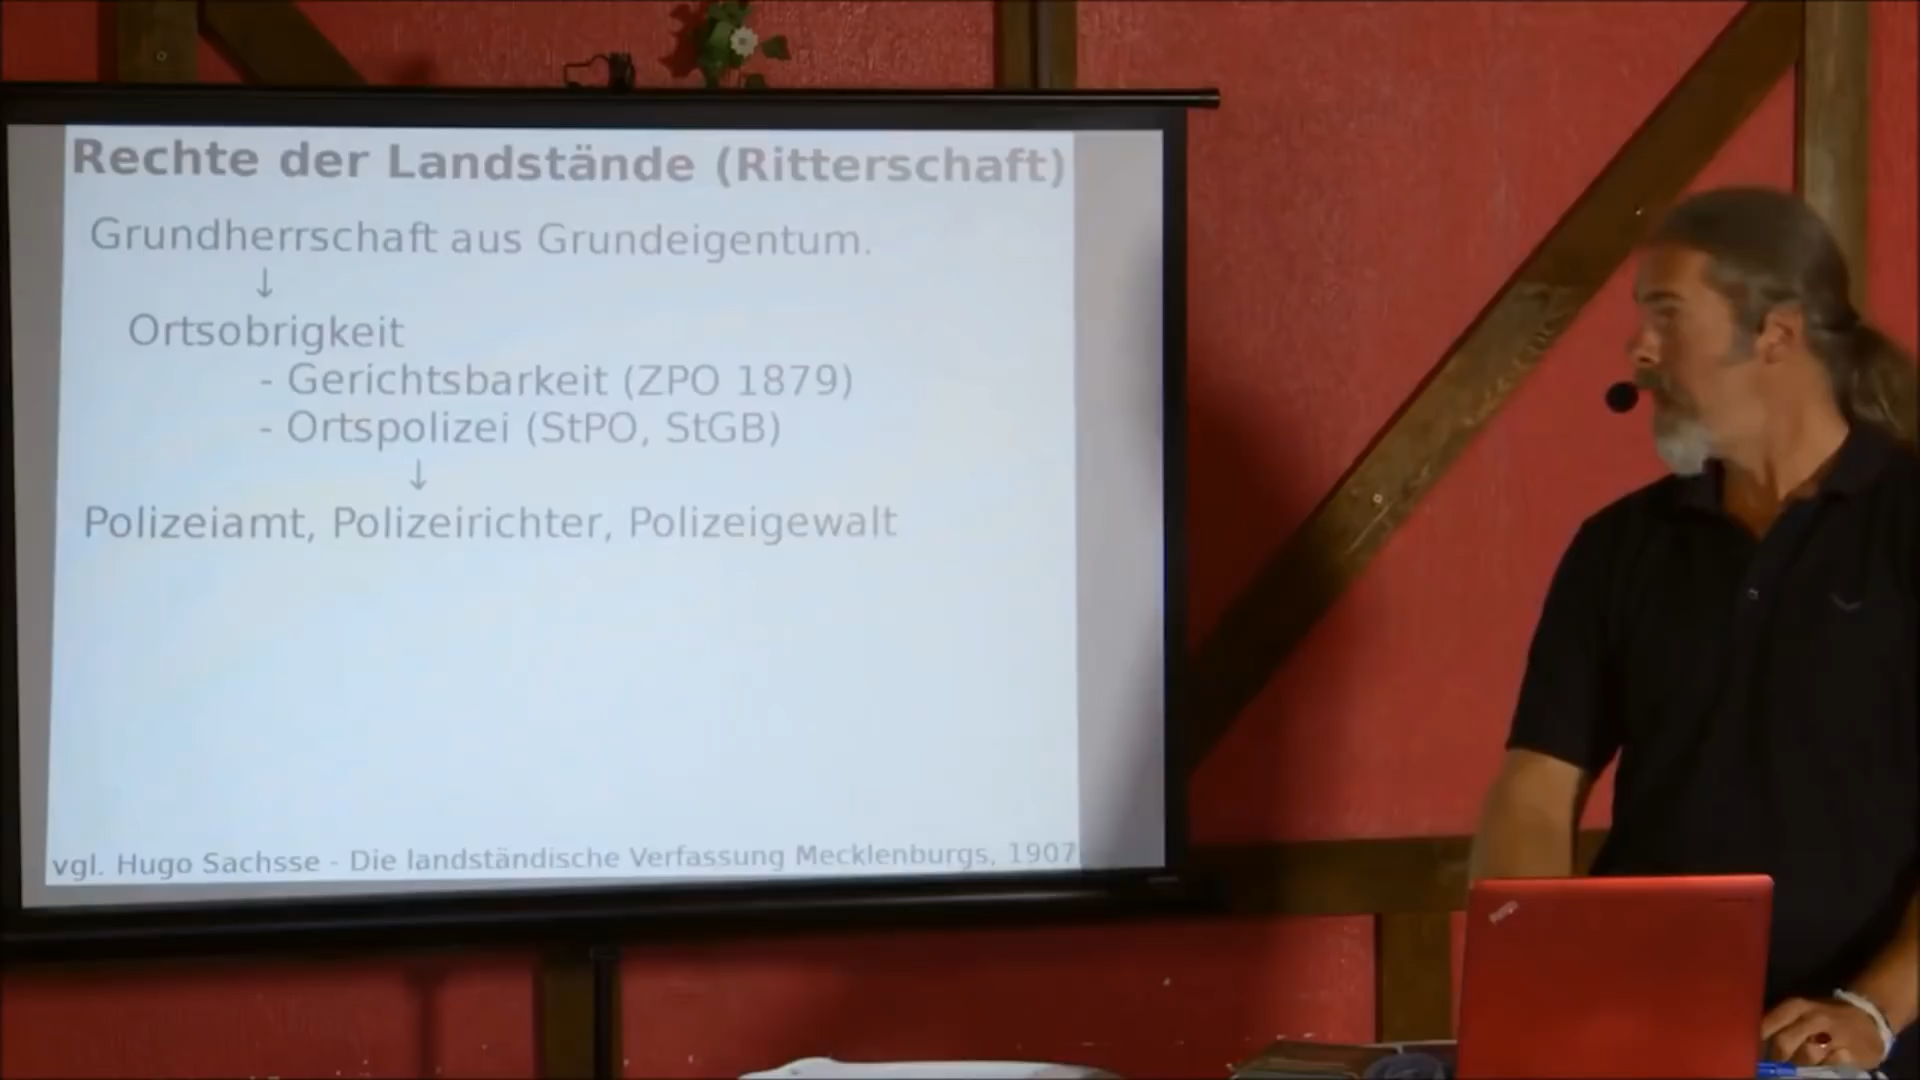 Rechte der Landstände (Ritterschaft)
Grundherrschaft aus Grundeigentum.
↓
Ortsobrigkeit
- Gerichtsbarkeit (ZPO 1879)
- Ortspolizei (StPO, StGB)
↓
Polizeiamt, Polizeirichter, Polizeigewalt
vgl. Hugo Sachsse - Die landständische Verfassung Mecklenburgs, 1907